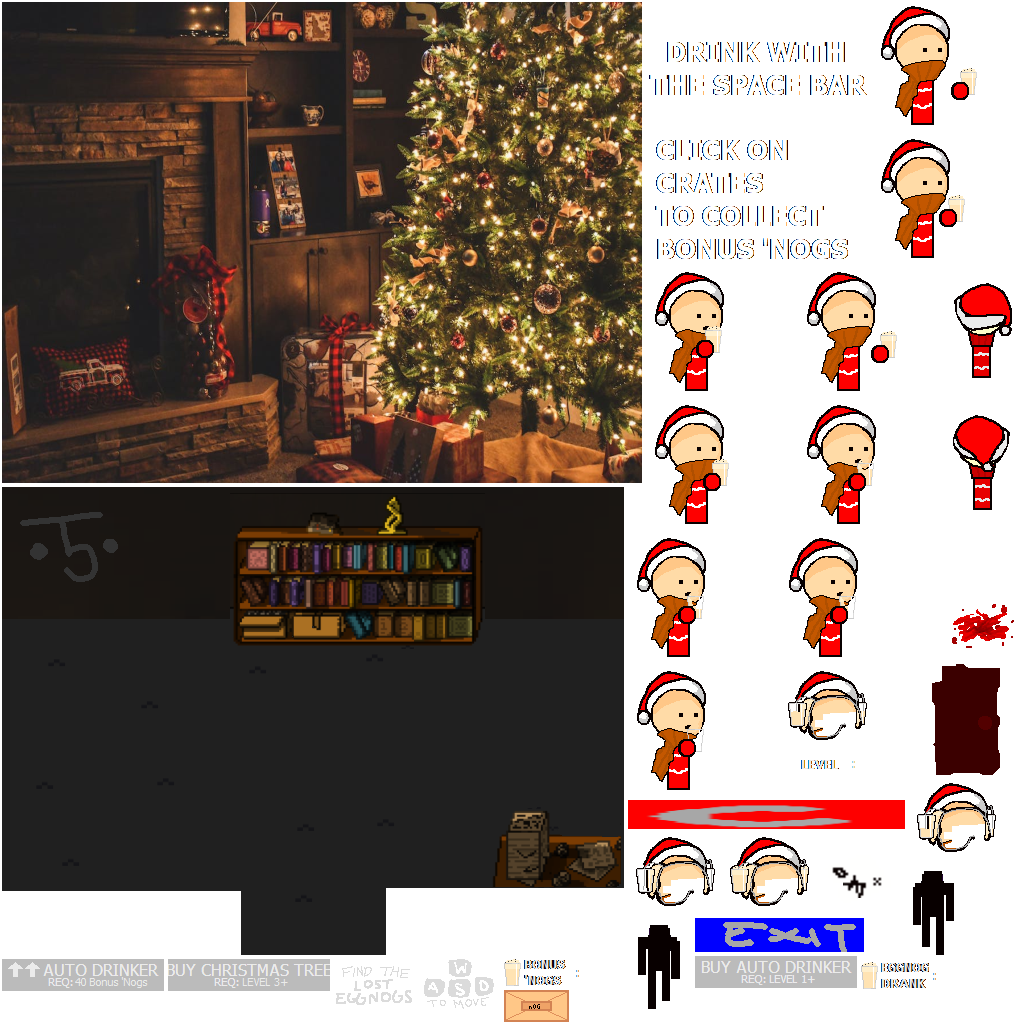 DRINK WITH
THE SPACE BAR
CLICK ON
CRATES
TO COLLECT
BONUS 'NOGS
LEVEL :
EXIT
↑↑ AUTO DRINKER
REQ: 40 Bonus 'Nogs
BUY CHRISTMAS TREE
REQ: LEVEL 3+
FIND THE
LOST
EGGNOGS
W
A S D
TO MOVE
BONUS
'NOGS :
nOG
BUY AUTO DRINKER
REQ: LEVEL 1+
EGGNOG
DRANK :